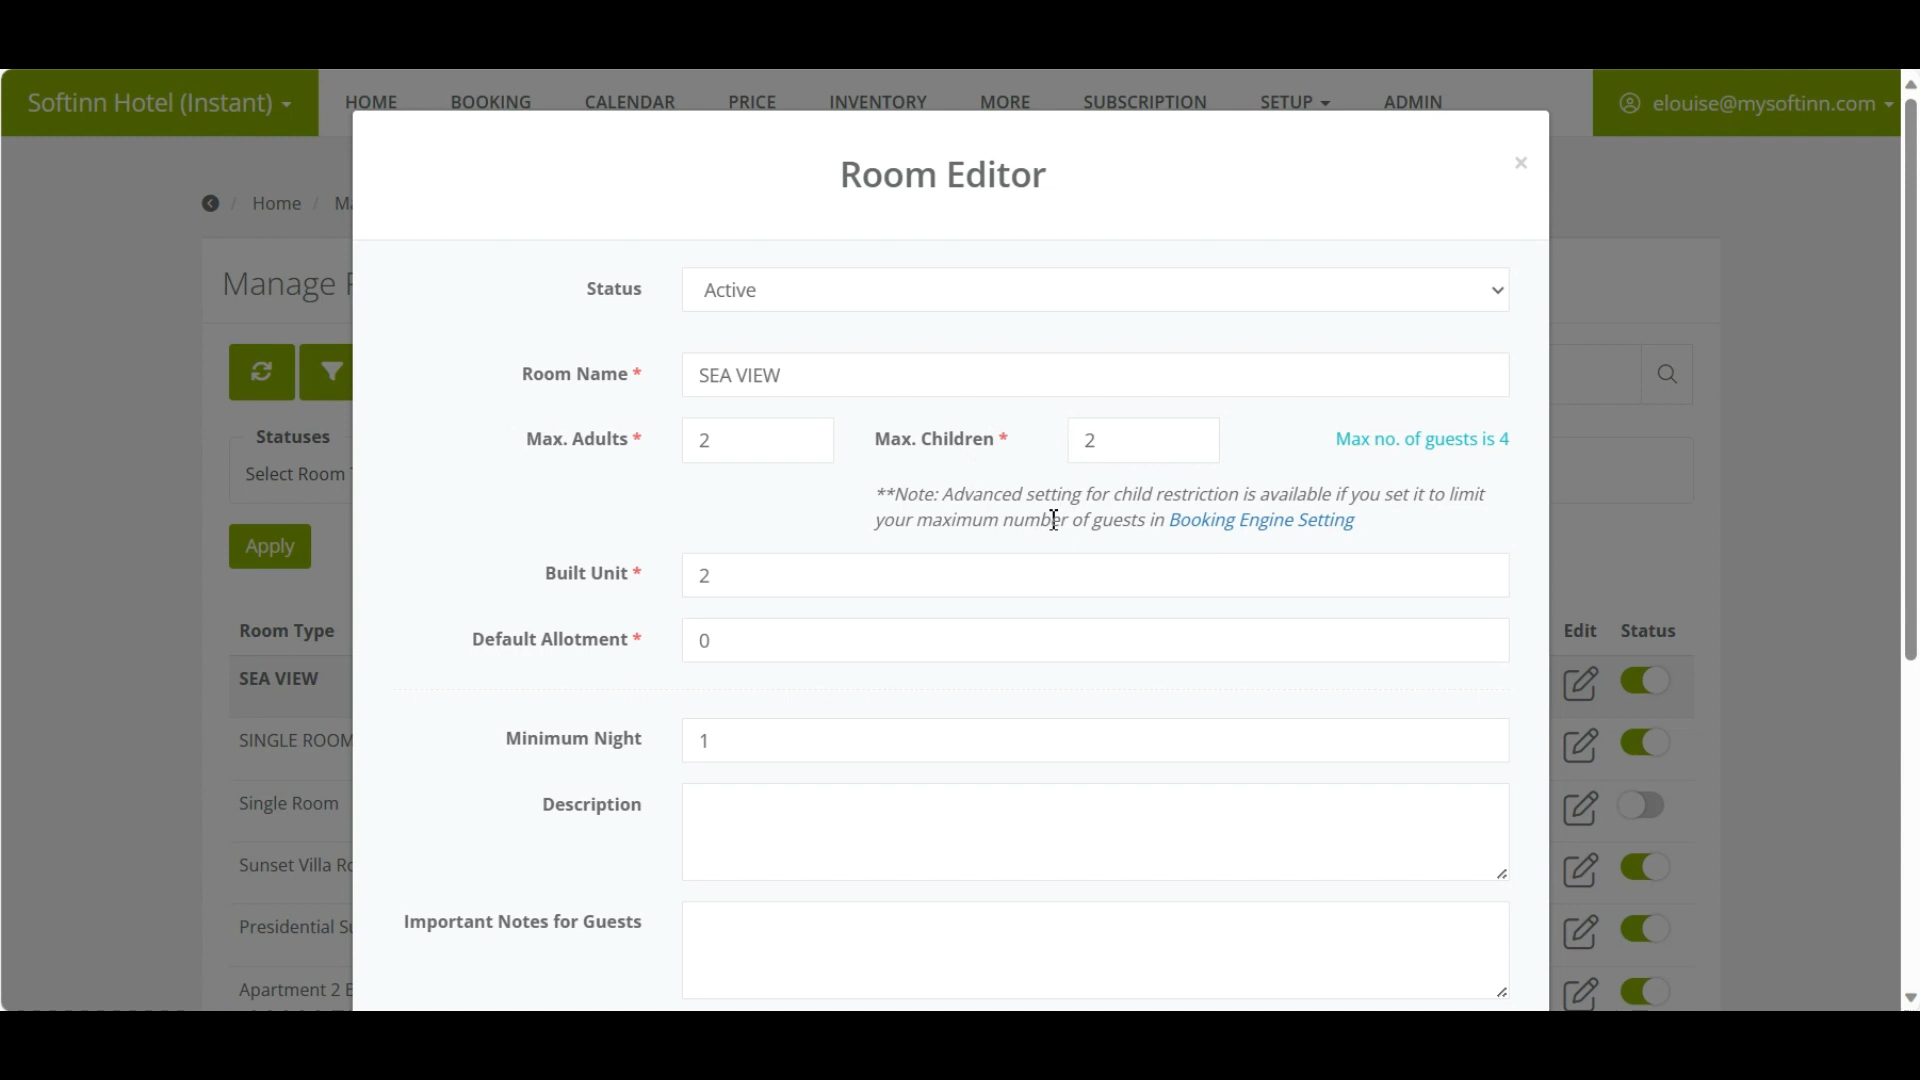 Softinn Hotel (Instant)
HOME BOOKING CALENDAR PRICE INVENTORY MORE SUBSCRIPTION SETUP ADMIN
elouise@mysoftinn.com
Room Editor
×
/ Home /
Manage
Status Active
Room Name * SEA VIEW
Statuses
Max. Adults * 2 Max. Children * 2 Max no. of guests is 4
Select Room
**Note: Advanced setting for child restriction is available if you set it to limit
your maximum number of guests in Booking Engine Setting
Apply
Built Unit * 2
Room Type Edit Status
Default Allotment * 0
SEA VIEW
SINGLE ROOM
Minimum Night 1
Single Room
Description
Sunset Villa
Important Notes for Guests
Presidential
Apartment 2